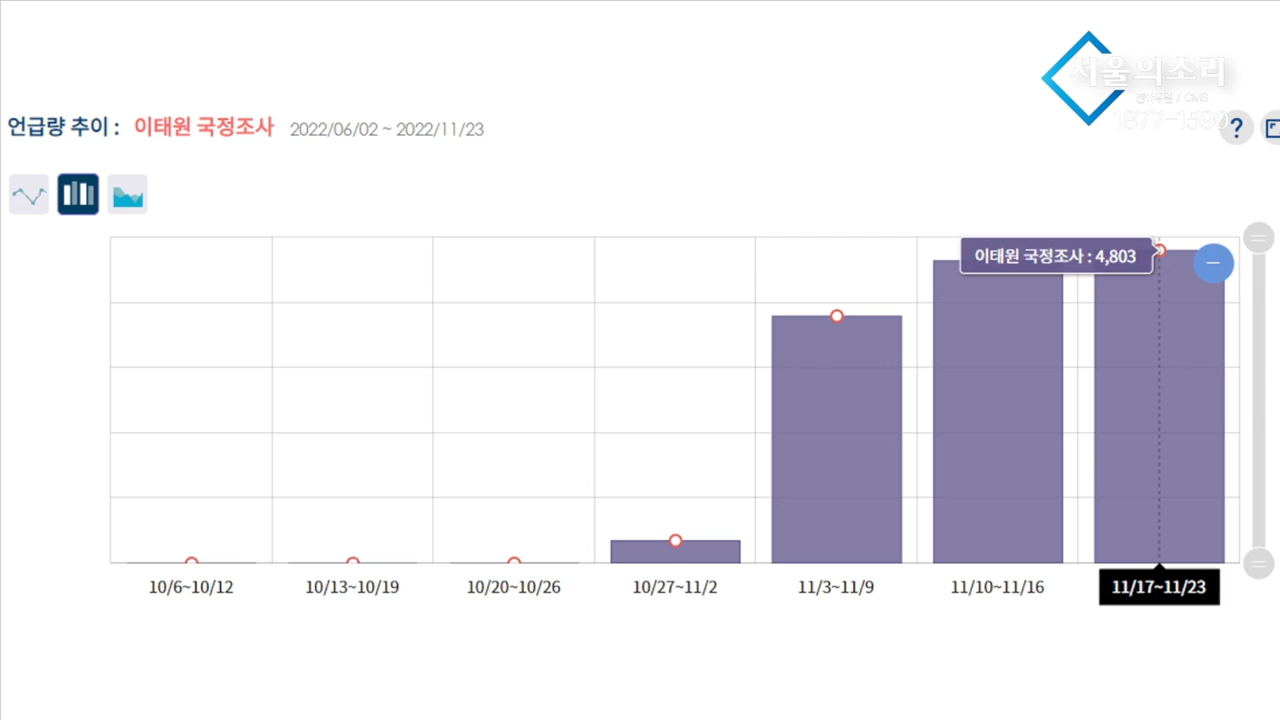 서울의소리
언급량 추이 : 이태원 국정조사 2022/06/02 ~ 2022/11/23
?
이태원 국정조사 : 4,803
10/6~10/12 10/13~10/19 10/20~10/26 10/27~11/2 11/3~11/9 11/10~11/16 11/17~11/23